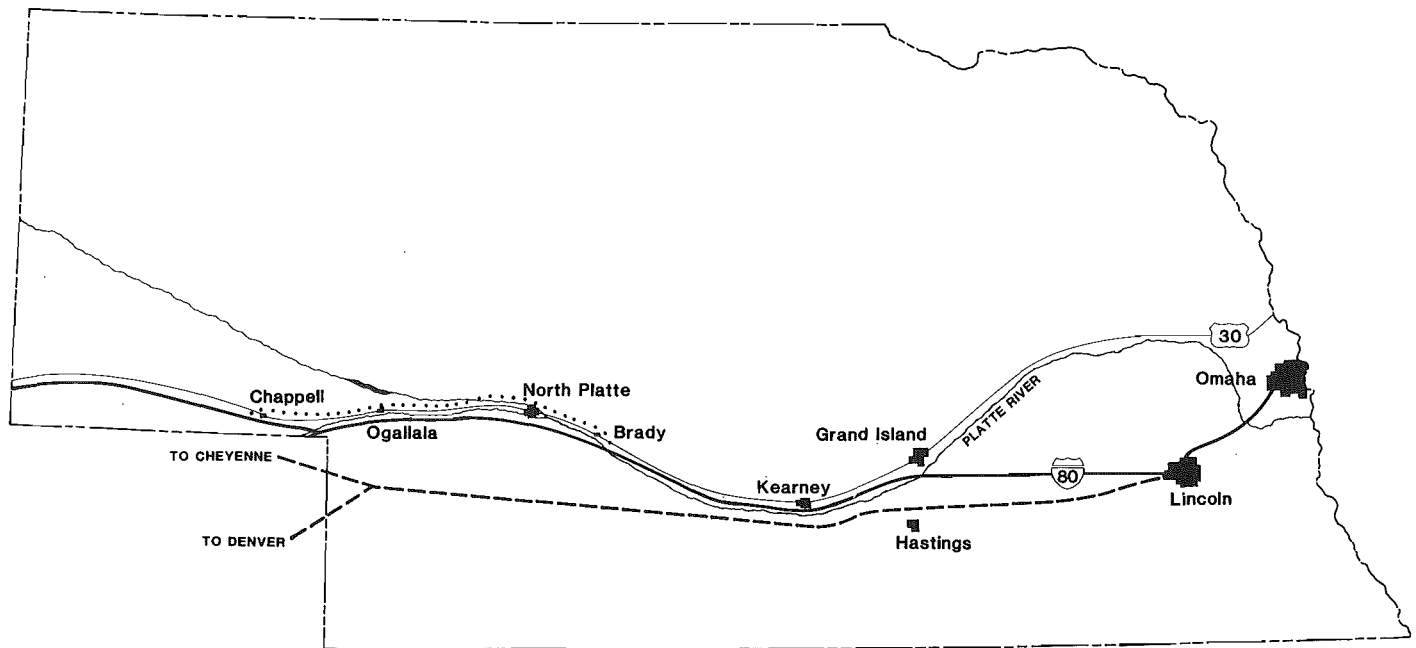 30
Omaha
PLATTE RIVER
Chappell
North Platte
Ogallala
Brady
Grand Island
TO CHEYENNE
80
Kearney
Lincoln
TO DENVER
Hastings